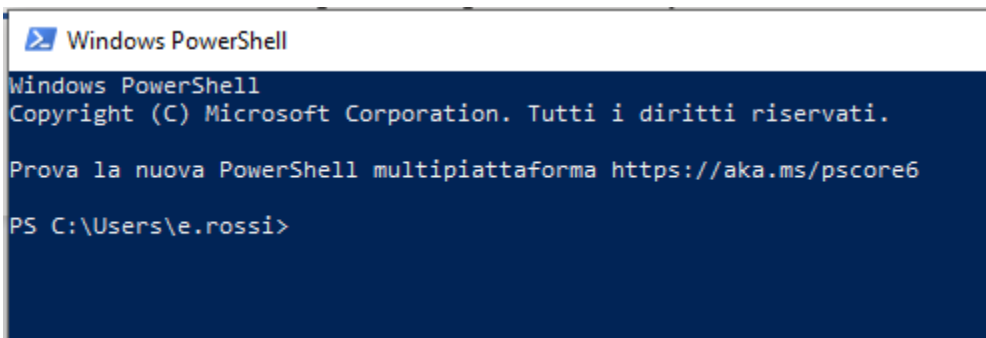 Windows PowerShell
Windows PowerShell
Copyright (C) Microsoft Corporation. Tutti i diritti riservati.
Prova la nuova PowerShell multipiattaforma https://aka.ms/pscore6
PS C:\Users\e.rossi>